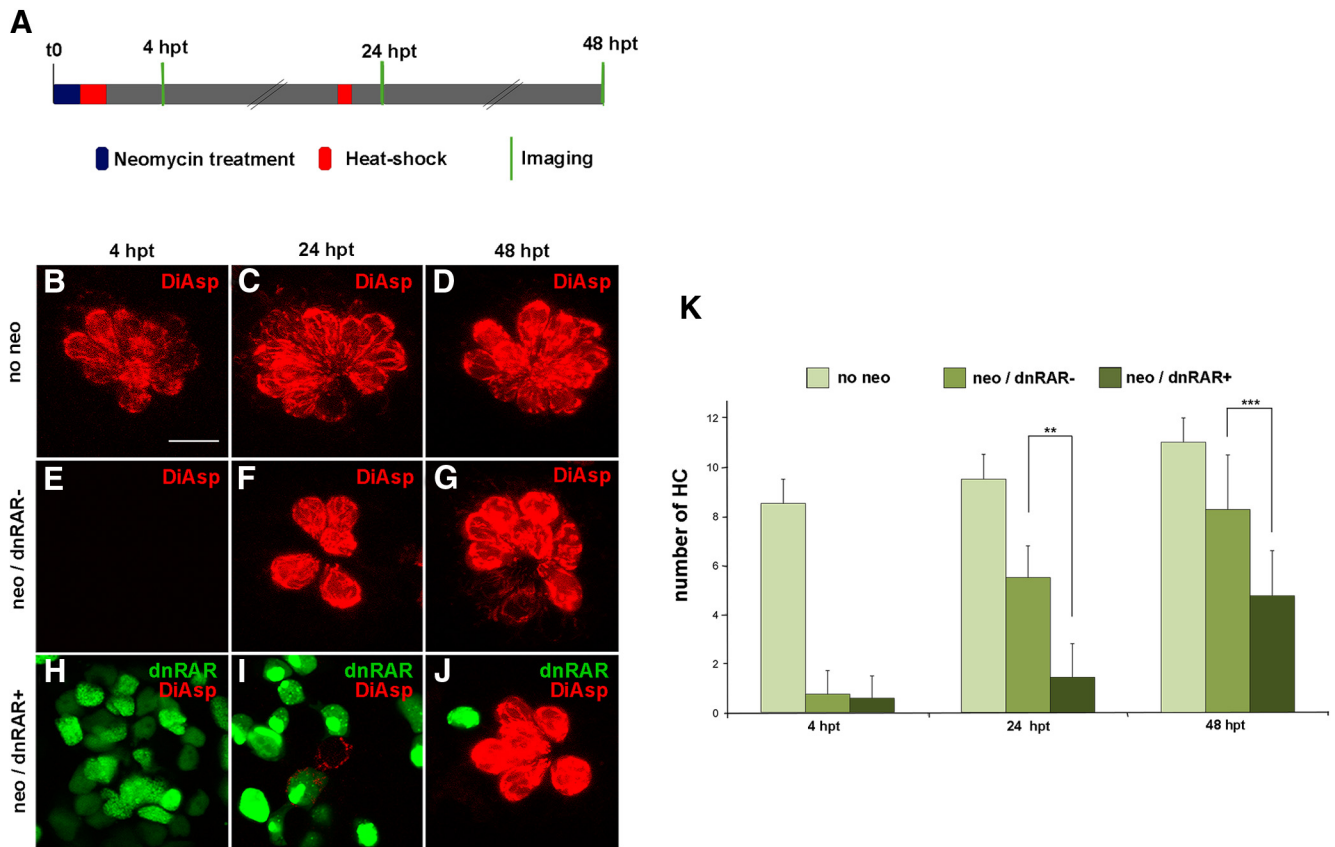 A
t0
4 hpt
24 hpt
48 hpt
Neomycin treatment
Heat-shock
Imaging
4 hpt
24 hpt
48 hpt
no neo
B
DiAsp
C
DiAsp
D
DiAsp
neo / dnRAR-
E
DiAsp
F
DiAsp
G
DiAsp
neo / dnRAR+
H
dnRAR
DiAsp
I
dnRAR
DiAsp
J
dnRAR
DiAsp
K
no neo
neo / dnRAR-
neo / dnRAR+
number of HC
12
10
8
6
4
2
0
**
***
4 hpt
24 hpt
48 hpt